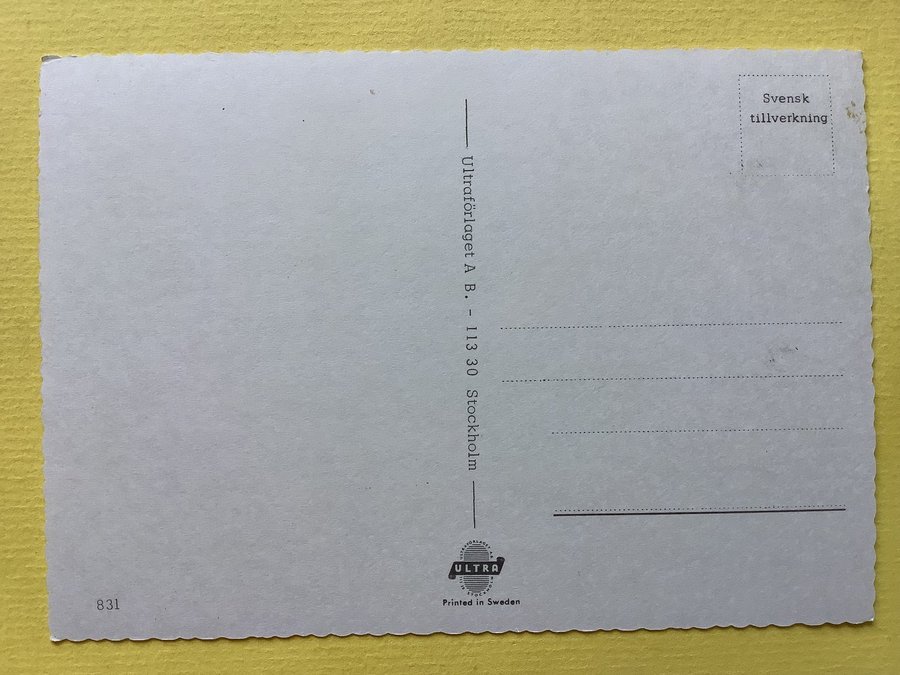 Svensk
tillverkning
Ultraförlaget A B. – 113 30 Stockholm
ULTRA
Printed in Sweden
831